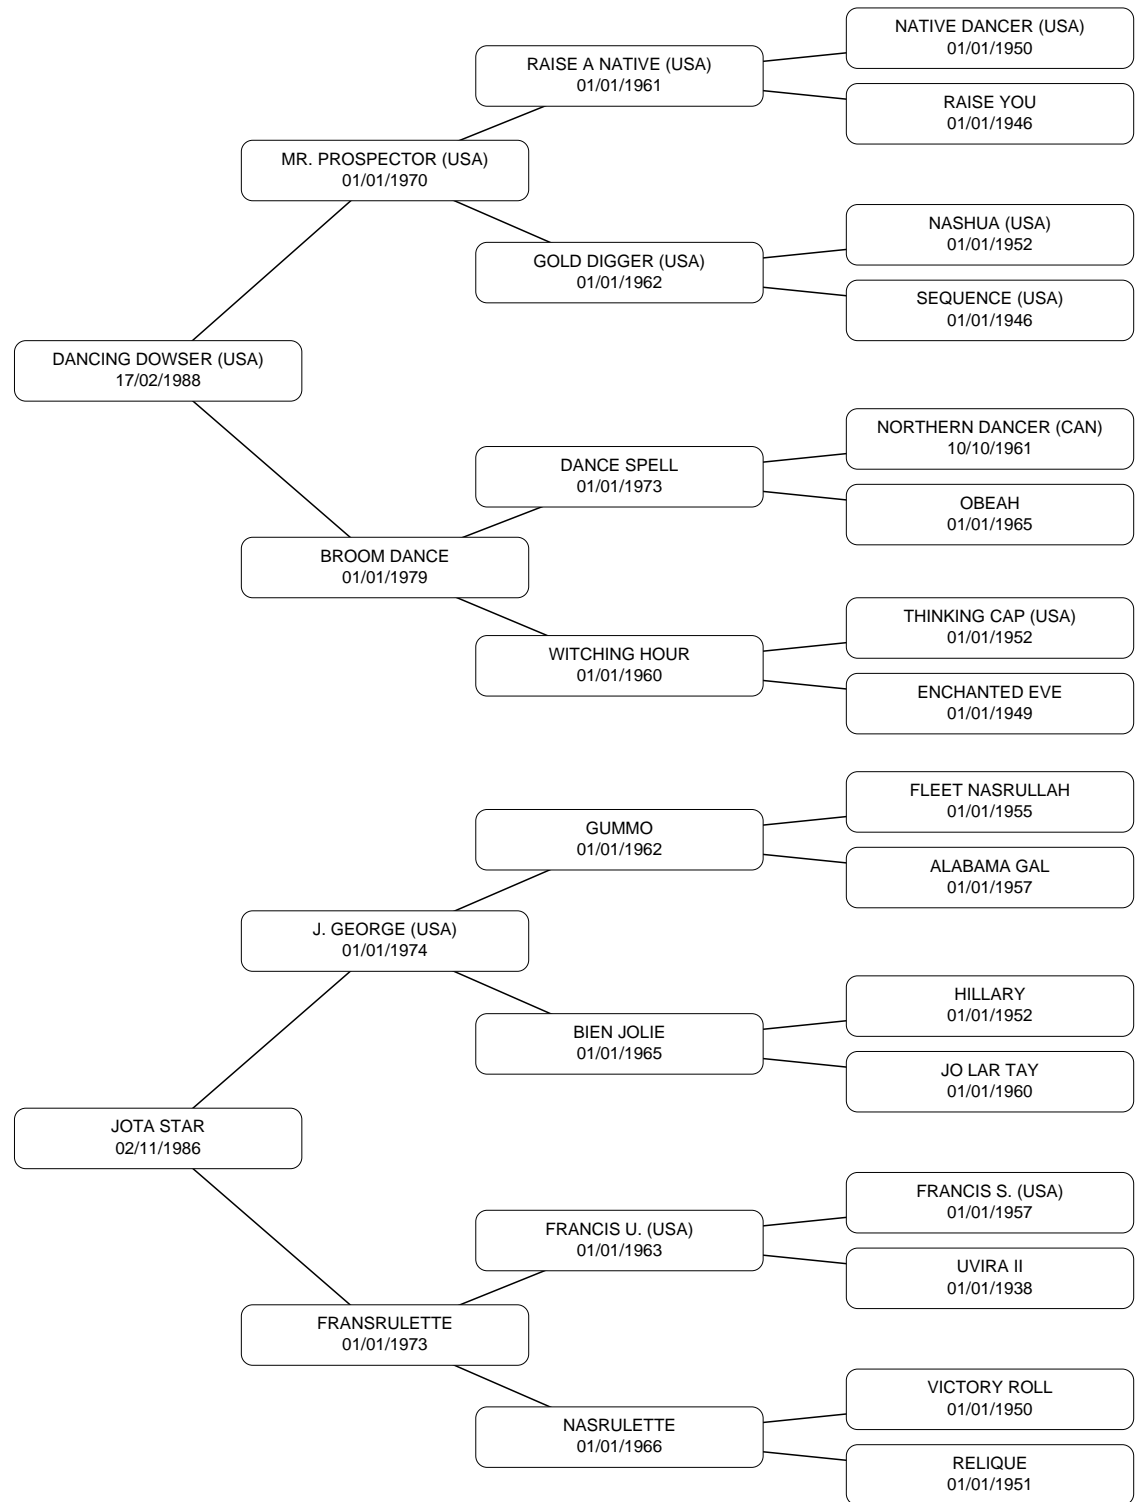 NATIVE DANCER (USA)
01/01/1950
RAISE A NATIVE (USA)
01/01/1961
RAISE YOU
01/01/1946
MR. PROSPECTOR (USA)
01/01/1970
NASHUA (USA)
01/01/1952
GOLD DIGGER (USA)
01/01/1962
SEQUENCE (USA)
01/01/1946
DANCING DOWSER (USA)
17/02/1988
NORTHERN DANCER (CAN)
10/10/1961
DANCE SPELL
01/01/1973
OBEAH
01/01/1965
BROOM DANCE
01/01/1979
THINKING CAP (USA)
01/01/1952
WITCHING HOUR
01/01/1960
ENCHANTED EVE
01/01/1949
FLEET NASRULLAH
01/01/1955
GUMMO
01/01/1962
ALABAMA GAL
01/01/1957
J. GEORGE (USA)
01/01/1974
HILLARY
01/01/1952
BIEN JOLIE
01/01/1965
JO LAR TAY
01/01/1960
JOTA STAR
02/11/1986
FRANCIS S. (USA)
01/01/1957
FRANCIS U. (USA)
01/01/1963
UVIRA II
01/01/1938
FRANSRULETTE
01/01/1973
VICTORY ROLL
01/01/1950
NASRULETTE
01/01/1966
RELIQUE
01/01/1951